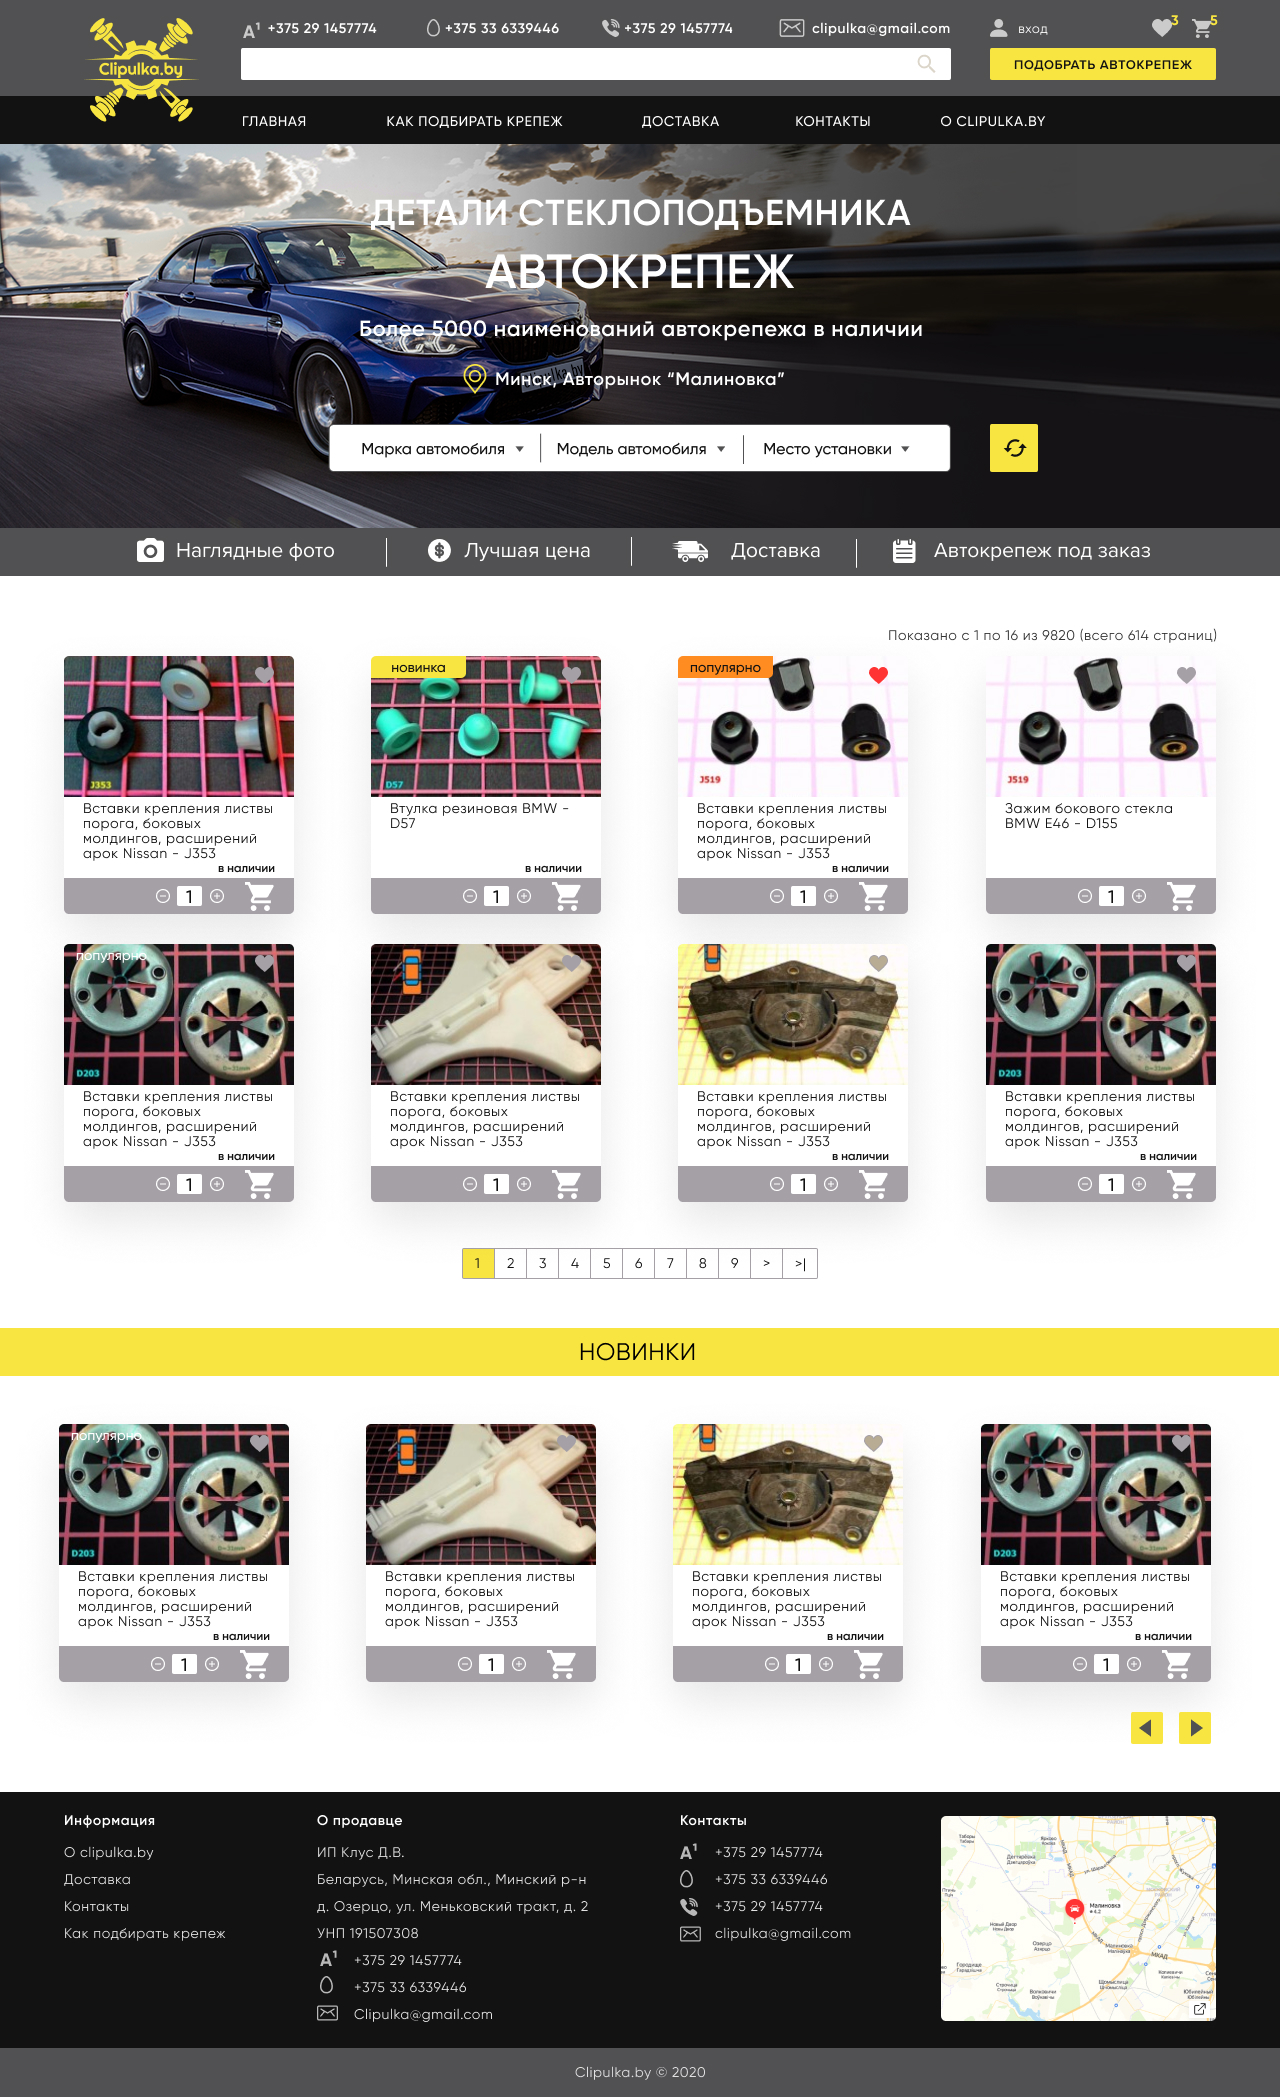 Clipulka.by
A1 +375 29 1457774
+375 33 6339446
+375 29 1457774
clipulka@gmail.com
вход
3
5
ПОДОБРАТЬ АВТОКРЕПЕЖ
ГЛАВНАЯ
КАК ПОДБИРАТЬ КРЕПЕЖ
ДОСТАВКА
КОНТАКТЫ
О CLIPULKA.BY
ДЕТАЛИ СТЕКЛОПОДЪЕМНИКА
АВТОКРЕПЕЖ
Более 5000 наименований автокрепежа в наличии
Минск, Авторынок “Малиновка”
Clipulka.by
Марка автомобиля
Модель автомобиля
Место установки
Наглядные фото
Лучшая цена
Доставка
Автокрепеж под заказ
Показано с 1 по 16 из 9820 (всего 614 страниц)
J353
Вставки крепления листвы
порога, боковых
молдингов, расширений
арок Nissan - J353
в наличии
1
новинка
D57
Втулка резиновая BMW -
D57
в наличии
1
популярно
J519
Вставки крепления листвы
порога, боковых
молдингов, расширений
арок Nissan - J353
в наличии
1
J519
Зажим бокового стекла
BMW E46 - D155
1
популярно
D203
Вставки крепления листвы
порога, боковых
молдингов, расширений
арок Nissan - J353
в наличии
1
Вставки крепления листвы
порога, боковых
молдингов, расширений
арок Nissan - J353
1
Вставки крепления листвы
порога, боковых
молдингов, расширений
арок Nissan - J353
в наличии
1
D203
Вставки крепления листвы
порога, боковых
молдингов, расширений
арок Nissan - J353
в наличии
1
1 2 3 4 5 6 7 8 9 > >|
НОВИНКИ
популярно
D203
Вставки крепления листвы
порога, боковых
молдингов, расширений
арок Nissan - J353
в наличии
1
Вставки крепления листвы
порога, боковых
молдингов, расширений
арок Nissan - J353
1
Вставки крепления листвы
порога, боковых
молдингов, расширений
арок Nissan - J353
в наличии
1
D203
Вставки крепления листвы
порога, боковых
молдингов, расширений
арок Nissan - J353
в наличии
1
Информация
О clipulka.by
Доставка
Контакты
Как подбирать крепеж
О продавце
ИП Клус Д.В.
Беларусь, Минская обл., Минский р-н
д. Озерцо, ул. Меньковский тракт, д. 2
УНП 191507308
A1 +375 29 1457774
+375 33 6339446
Clipulka@gmail.com
Контакты
A1 +375 29 1457774
+375 33 6339446
+375 29 1457774
clipulka@gmail.com
Малиновка
4.2
МКАД
Clipulka.by © 2020